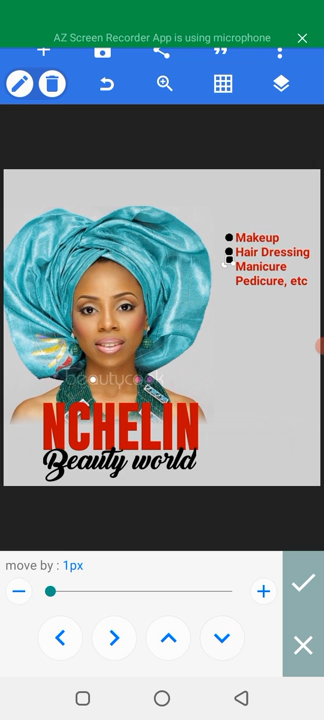 AZ Screen Recorder App is using microphone
Makeup
Hair Dressing
Manicure
Pedicure, etc
beautycook
NCHELIN
Beauty world
move by : 1px